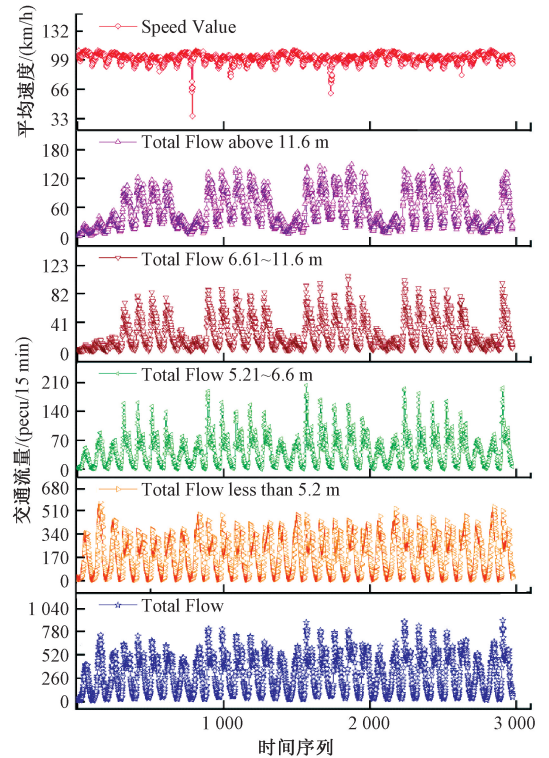 平均速度/(km/h)
132
99
66
33
Speed Value
交通流量/(pecu/15 min)
180
120
60
0
Total Flow above 11.6 m
123
82
41
0
Total Flow 6.61~11.6 m
210
140
70
0
Total Flow 5.21~6.6 m
680
510
340
170
0
Total Flow less than 5.2 m
1 040
780
520
260
0
Total Flow
1 000 2 000 3 000
时间序列